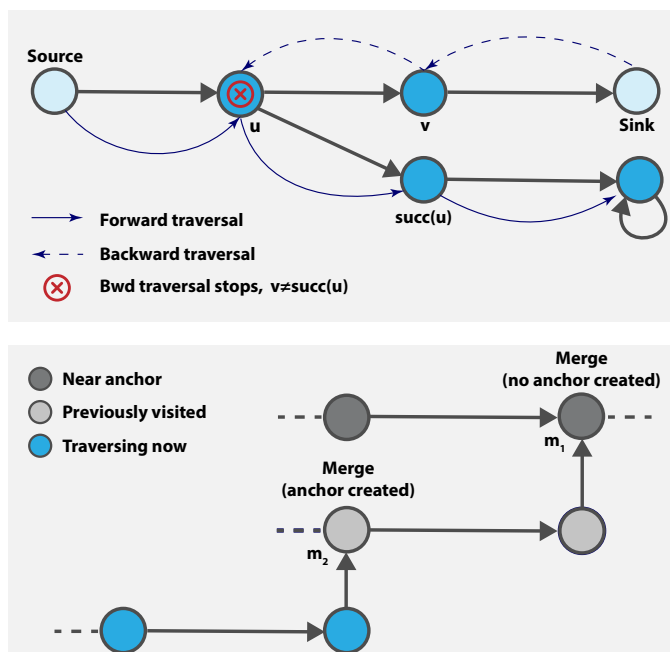 Source
u
v
Sink
succ(u)
Forward traversal
Backward traversal
Bwd traversal stops, v≠succ(u)
Near anchor
Previously visited
Traversing now
Merge
(no anchor created)
m₁
Merge
(anchor created)
m₂